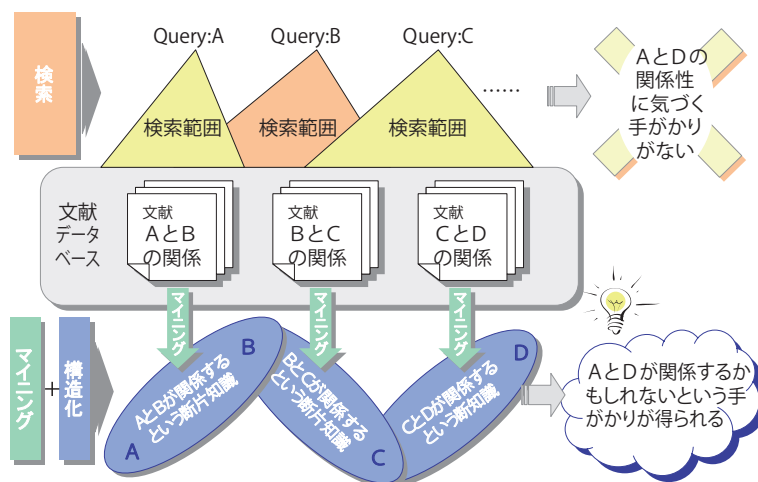 検索
Query:A
Query:B
Query:C
検索範囲
検索範囲
検索範囲
……
AとDの
関係性
に気づく
手がかり
がない
文献
データ
ベース
文献
AとB
の関係
文献
BとC
の関係
文献
CとD
の関係
マイニング
マイニング
マイニング
マイニング
+
構造化
A
B
AとBが関係する
という断片知識
BとCが関係する
という断片知識
C
D
CとDが関係する
という断知識
AとDが関係するか
もしれないという手
がかりが得られる